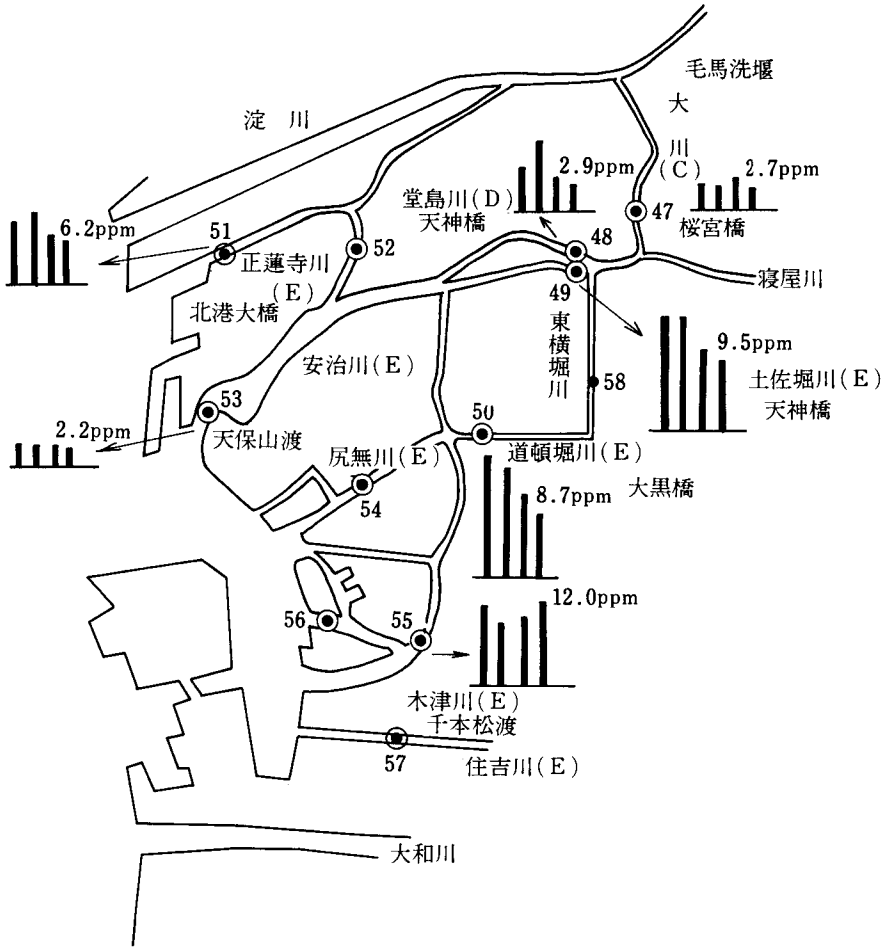 毛馬洗堰
大川(C)
淀川
2.9ppm
堂島川(D)
天神橋
2.7ppm
47
桜宮橋
6.2ppm
51
正蓮寺川
(E)
52
48
49
寝屋川
北港大橋
東横堀川
9.5ppm
土佐堀川(E)
天神橋
安治川(E)
58
53
2.2ppm
天保山渡
50
尻無川(E)
道頓堀川(E)
54
大黒橋
8.7ppm
12.0ppm
56
55
木津川(E)
千本松渡
57
住吉川(E)
大和川